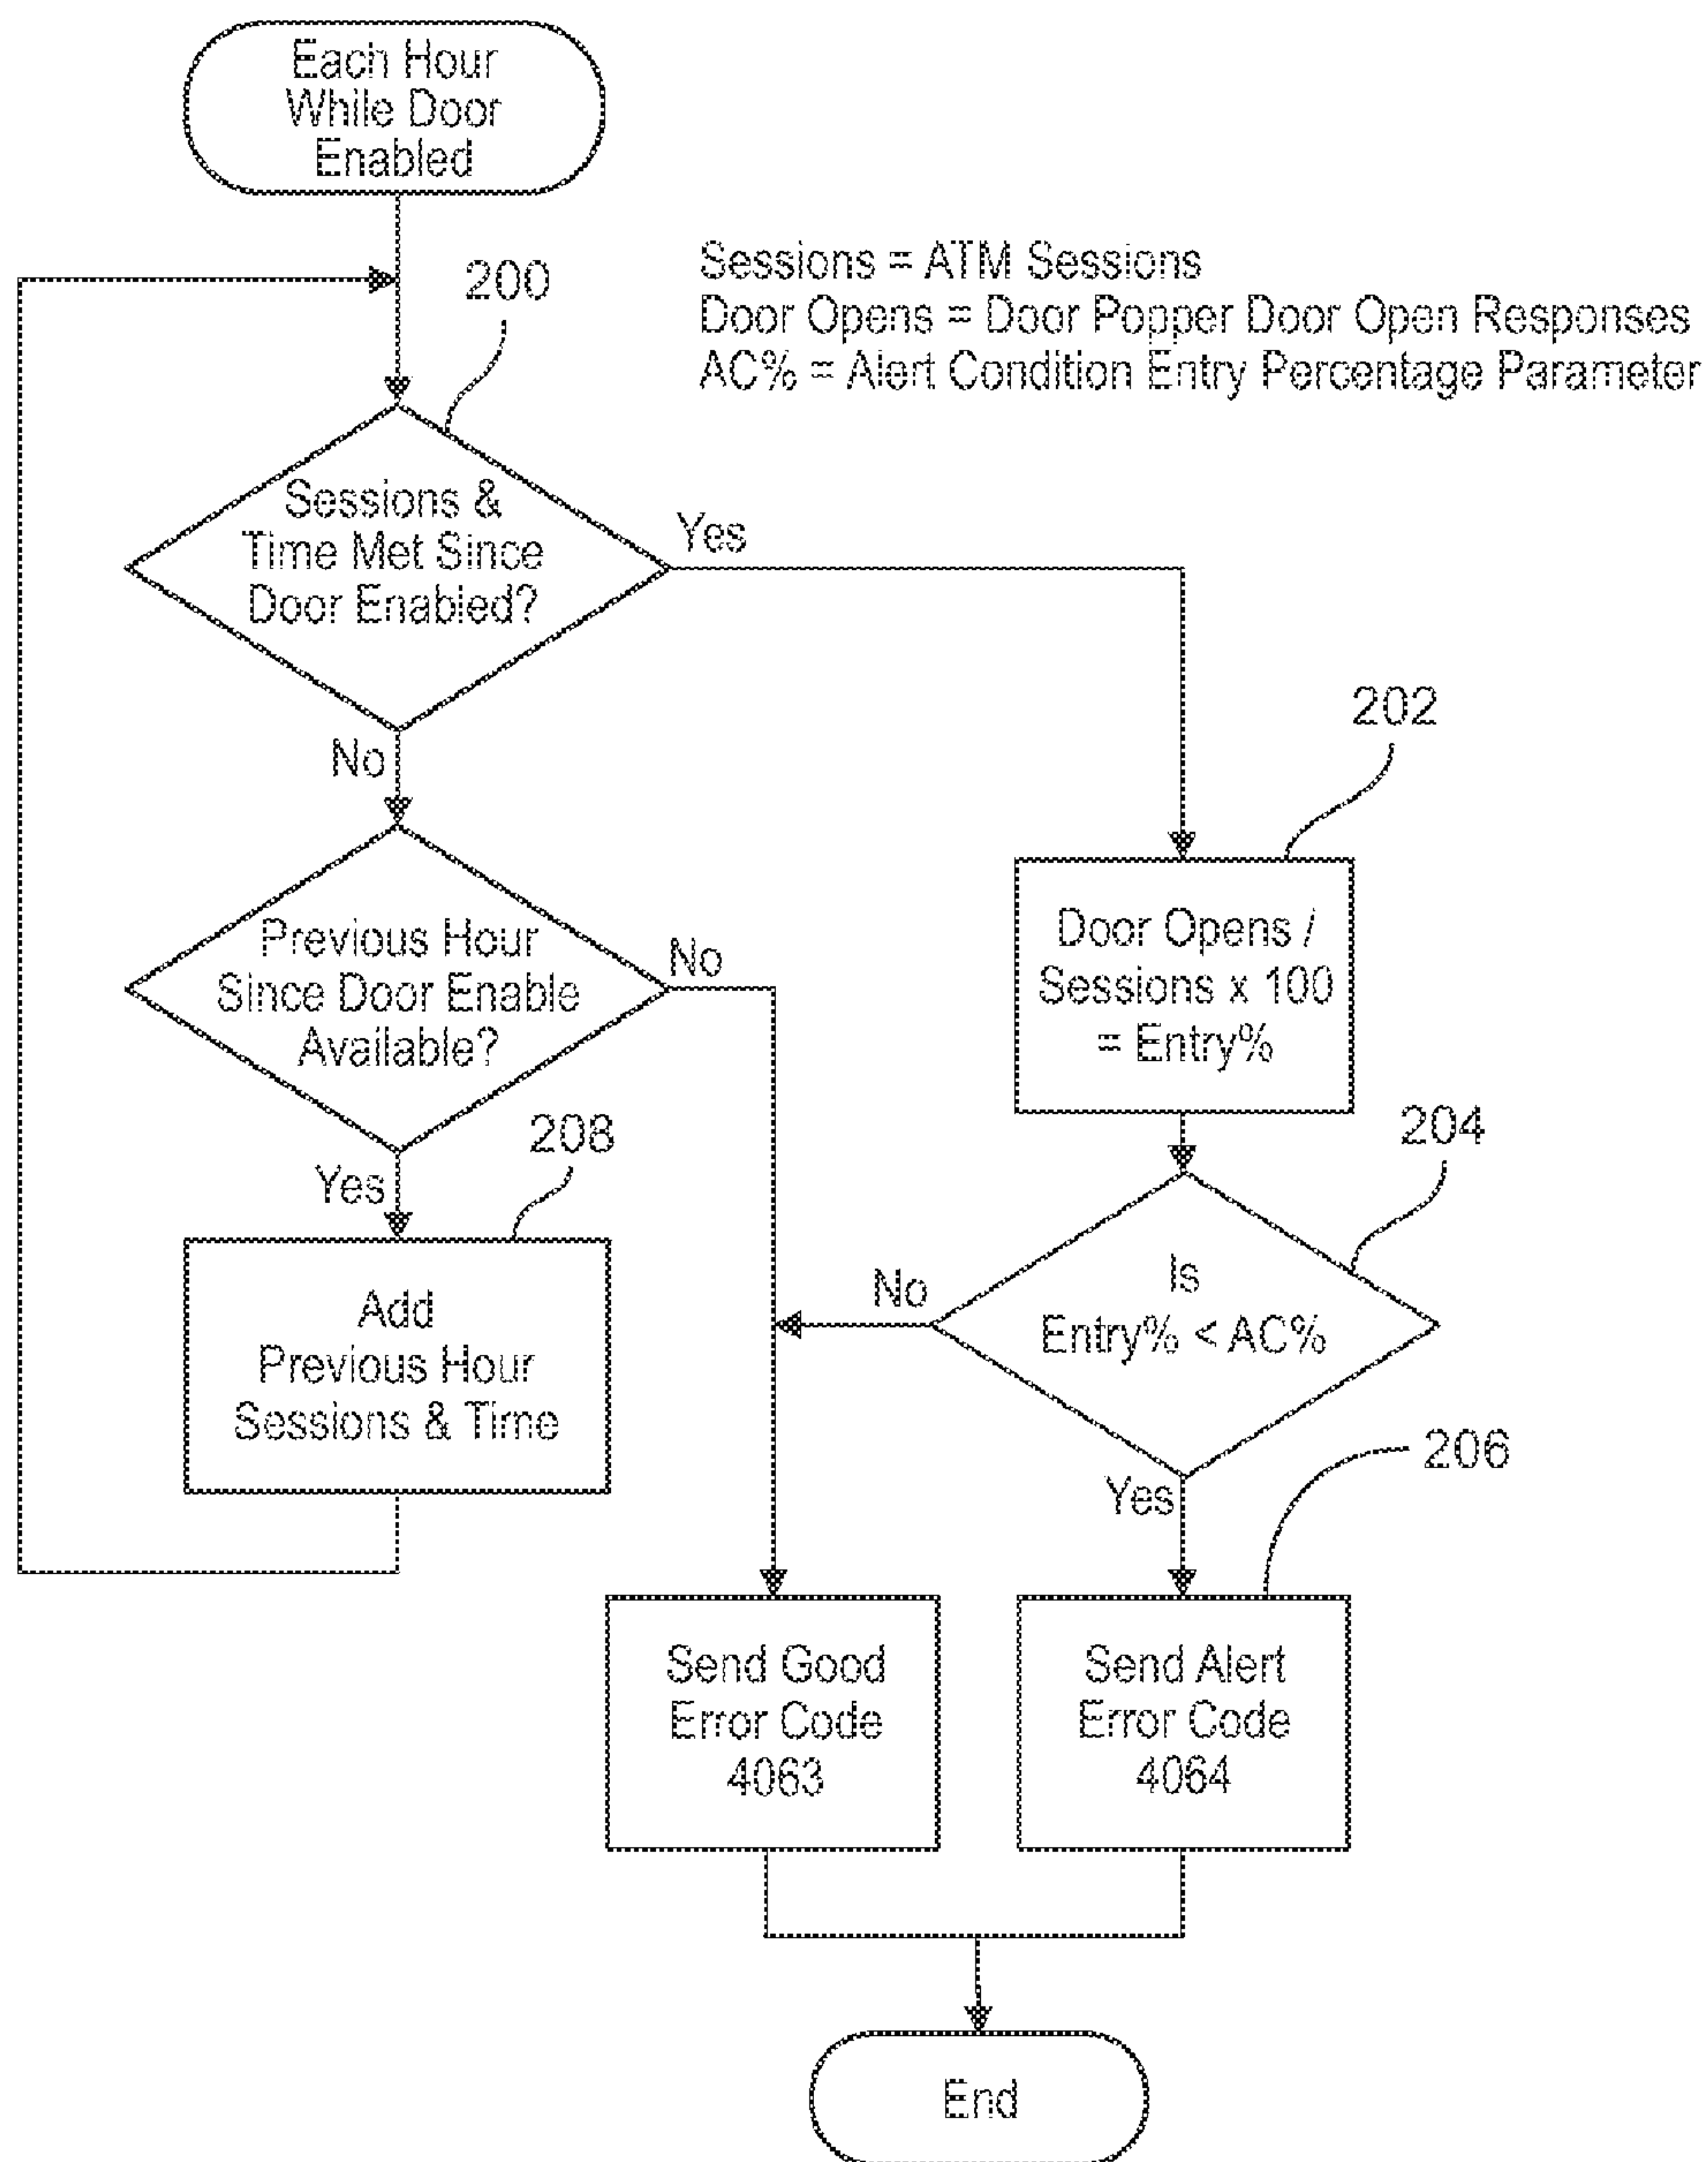 Each Hour
While Door
Enabled
200
Sessions = ATM Sessions
Door Opens = Door Popper Door Open Responses
AC% = Alert Condition Entry Percentage Parameter
Sessions &
Time Met Since
Door Enabled?
Yes
No
202
Previous Hour
Since Door Enable
Available?
No
Door Opens /
Sessions x 100
= Entry%
Yes
208
204
Add
Previous Hour
Sessions & Time
No
Is
Entry% < AC%
Yes
206
Send Good
Error Code
4063
Send Alert
Error Code
4064
End